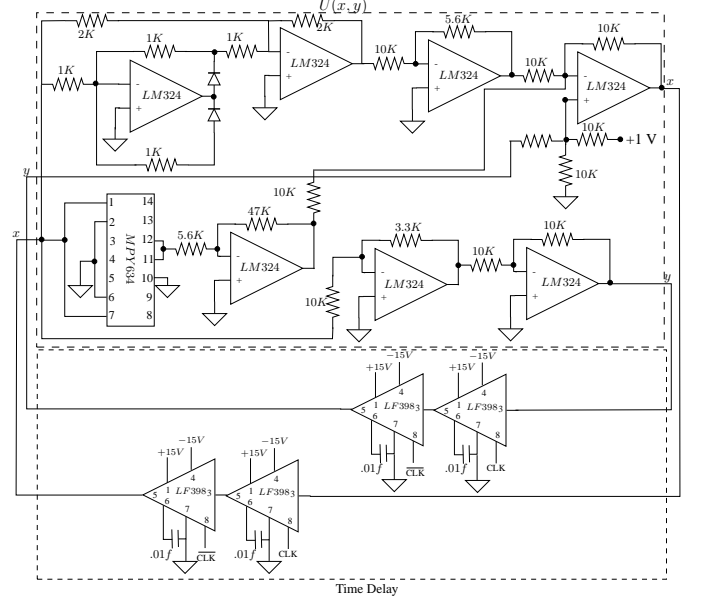 U(x, y)
2K
2K
1K
1K
5.6K
10K
10K
1K
10K
LM324
LM324
LM324
LM324
x
10K
+1 V
1K
10K
y
10K
1 14
2 13
3 12
4 11
5 10
6 9
7 8
MPY634
47K
5.6K
LM324
x
3.3K
10K
10K
LM324
LM324
10K
y
−15V
−15V
+15V
+15V
5 1 4 LF398 3
6 7 8
5 1 4 LF398 3
6 7 8
.01f
CLK
.01f
CLK
−15V
−15V
+15V
+15V
5 1 4 LF398 3
6 7 8
5 1 4 LF398 3
6 7 8
.01f
CLK
.01f
CLK
Time Delay